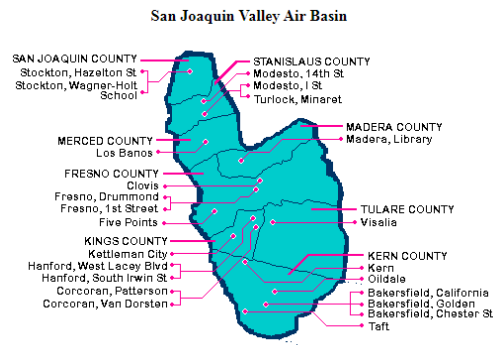 San Joaquin Valley Air Basin
SAN JOAQUIN COUNTY
Stockton, Hazelton St
Stockton, Wagner-Holt
School
STANISLAUS COUNTY
Modesto, 14th St
Modesto, I St
Turlock, Minaret
MERCED COUNTY
Los Banos
MADERA COUNTY
Madera, Library
FRESNO COUNTY
Clovis
Fresno, Drummond
Fresno, 1st Street
Five Points
TULARE COUNTY
Visalia
KINGS COUNTY
Kettleman City
Hanford, West Lacey Blvd
Hanford, South Irwin St
Corcoran, Patterson
Corcoran, Van Dorsten
KERN COUNTY
Kern
Oildale
Bakersfield, California
Bakersfield, Golden
Bakersfield, Chester St
Taft